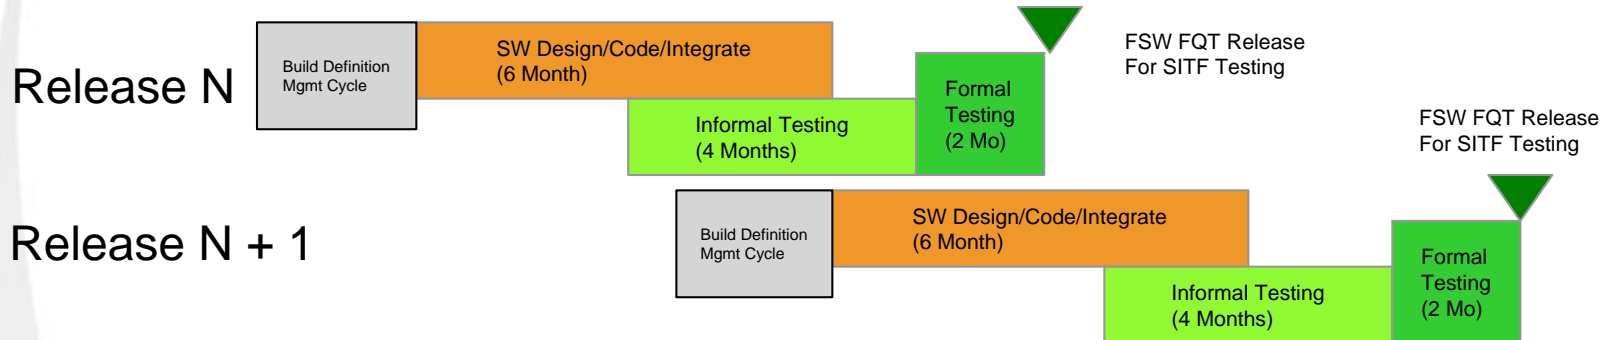 Release N
Build Definition
Mgmt Cycle
SW Design/Code/Integrate
(6 Month)
Informal Testing
(4 Months)
Formal
Testing
(2 Mo)
FSW FQT Release
For SITF Testing
Release N + 1
Build Definition
Mgmt Cycle
SW Design/Code/Integrate
(6 Month)
Informal Testing
(4 Months)
Formal
Testing
(2 Mo)
FSW FQT Release
For SITF Testing